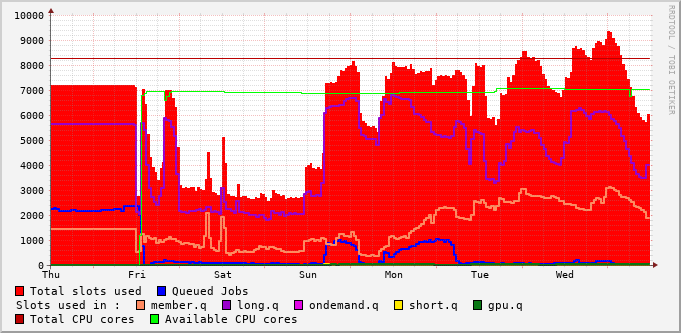 10000
9000
8000
7000
6000
5000
4000
3000
2000
1000
0
Thu Fri Sat Sun Mon Tue Wed
RRDTOOL / TOBI OETIKER
Total slots used Queued Jobs
Slots used in : member.q long.q ondemand.q short.q gpu.q
Total CPU cores Available CPU cores